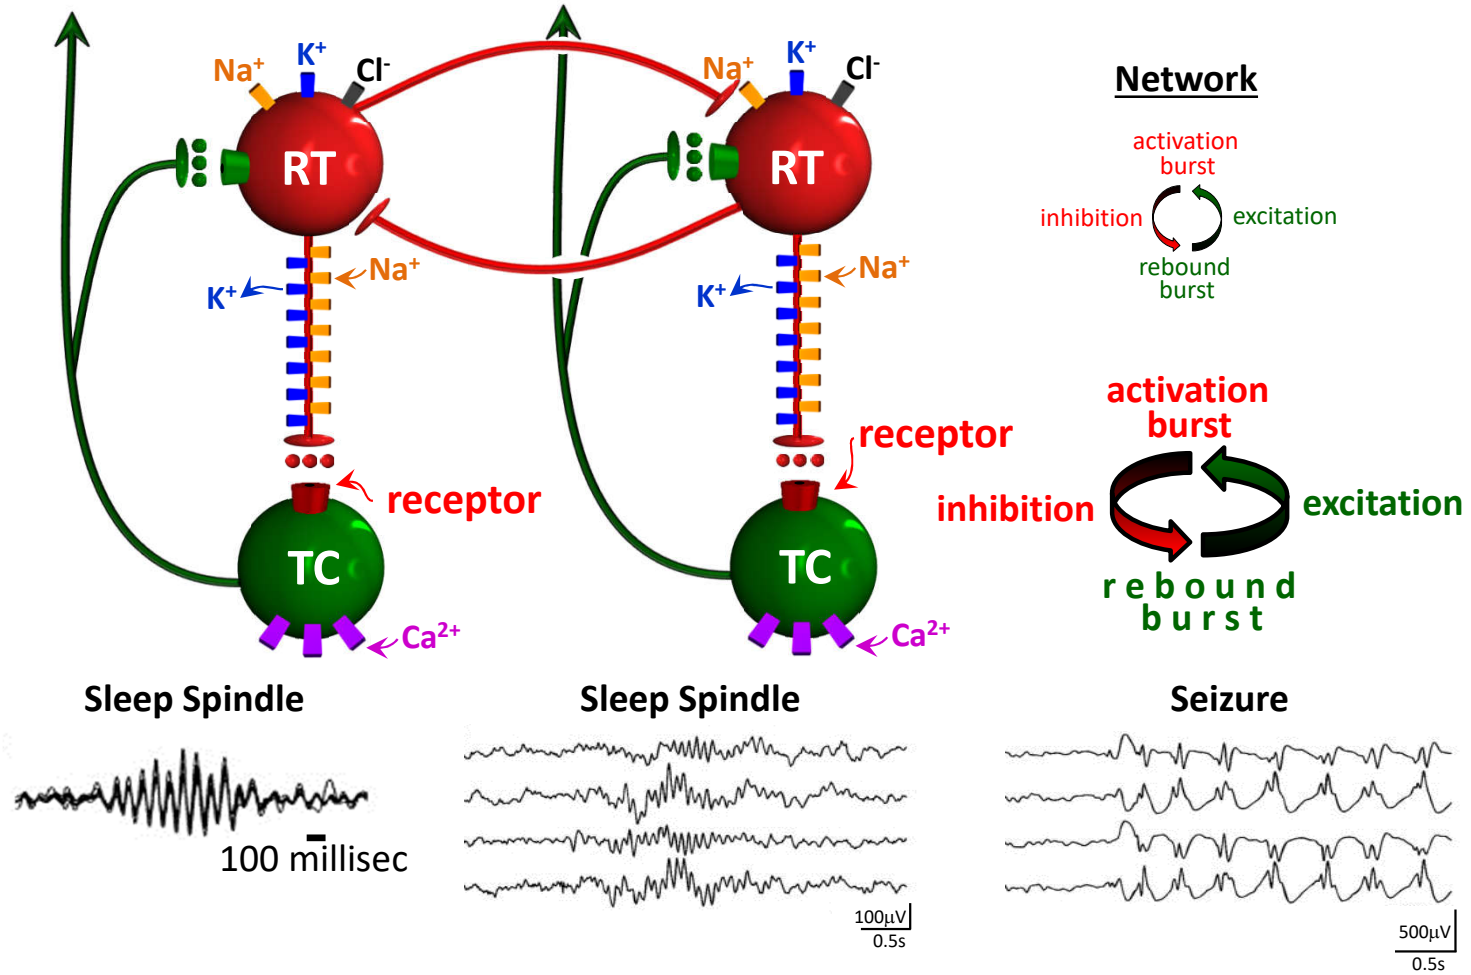 Na⁺
K⁺
Cl⁻
Na⁺
K⁺
Cl⁻
RT
RT
Na⁺
K⁺
Na⁺
K⁺
receptor
receptor
TC
TC
Ca²⁺
Ca²⁺
Network
activation
burst
inhibition
excitation
rebound
burst
activation
burst
inhibition
excitation
rebound
burst
Sleep Spindle
100 millisec
Sleep Spindle
100µV
0.5s
Seizure
500µV
0.5s